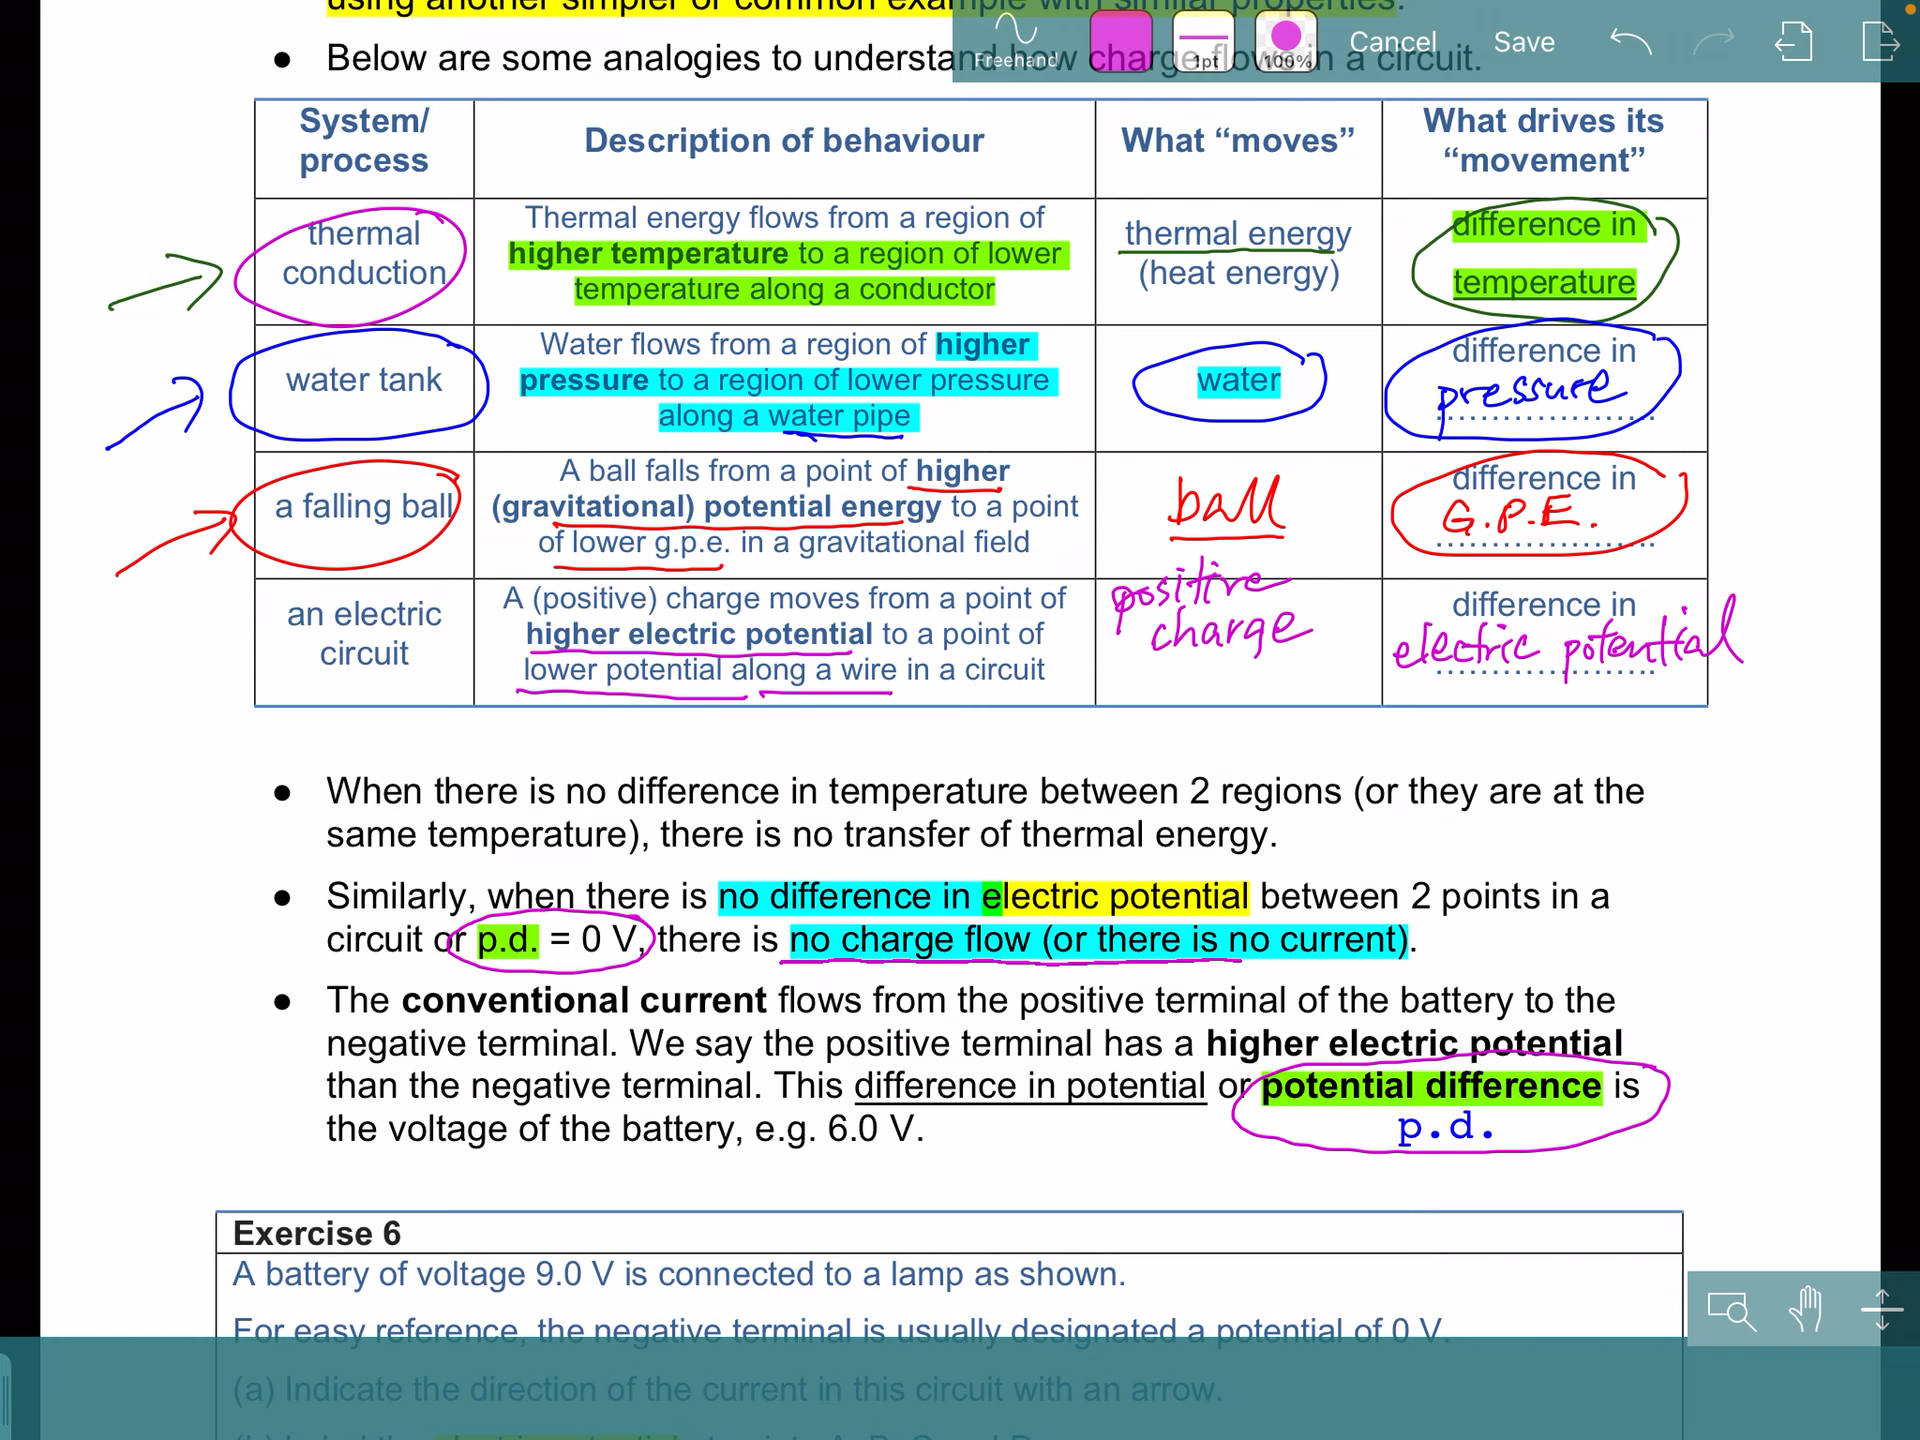 using another simpler or common example with similar properties.
Freehand 1pt 100% Cancel Save
● Below are some analogies to understand how charge flows in a circuit.
System/
process
Description of behaviour
What “moves”
What drives its
“movement”
thermal
conduction
Thermal energy flows from a region of
higher temperature to a region of lower
temperature along a conductor
thermal energy
(heat energy)
difference in
temperature
water tank
Water flows from a region of higher
pressure to a region of lower pressure
along a water pipe
water
difference in
pressure
a falling ball
A ball falls from a point of higher
(gravitational) potential energy to a point
of lower g.p.e. in a gravitational field
ball
difference in
G.P.E.
an electric
circuit
A (positive) charge moves from a point of
higher electric potential to a point of
lower potential along a wire in a circuit
positive
charge
difference in
electric potential
● When there is no difference in temperature between 2 regions (or they are at the
same temperature), there is no transfer of thermal energy.
● Similarly, when there is no difference in electric potential between 2 points in a
circuit or p.d. = 0 V, there is no charge flow (or there is no current).
● The conventional current flows from the positive terminal of the battery to the
negative terminal. We say the positive terminal has a higher electric potential
than the negative terminal. This difference in potential or potential difference is
the voltage of the battery, e.g. 6.0 V.
p.d.
Exercise 6
A battery of voltage 9.0 V is connected to a lamp as shown.
For easy reference, the negative terminal is usually designated a potential of 0 V.
(a) Indicate the direction of the current in this circuit with an arrow.